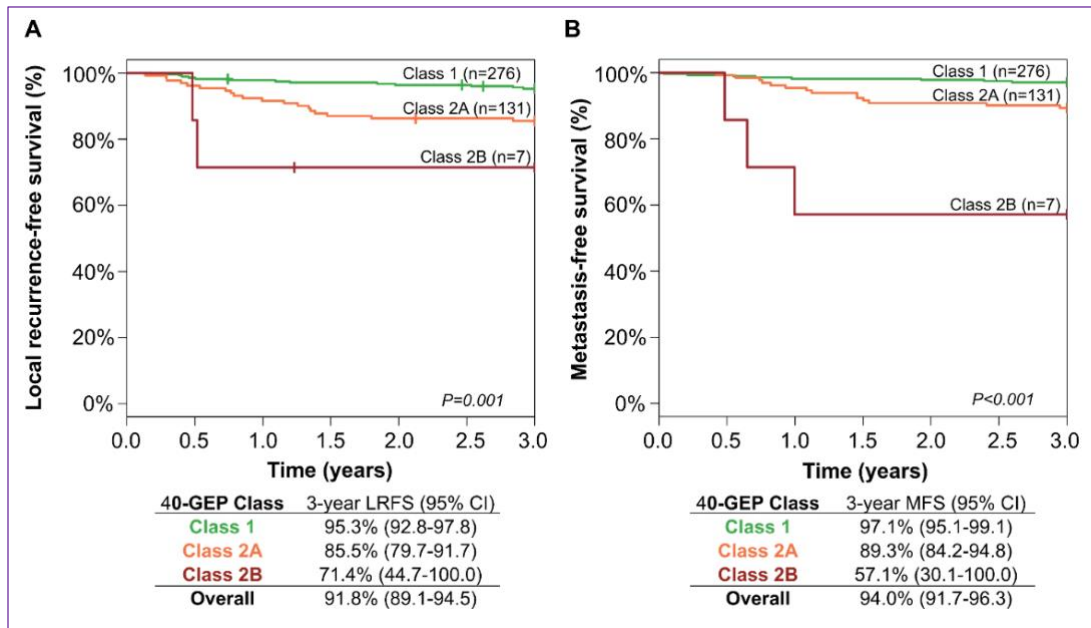 A
Local recurrence-free survival (%)
100%
80%
60%
40%
20%
0%
Class 1 (n=276)
Class 2A (n=131)
Class 2B (n=7)
P=0.001
0.0 0.5 1.0 1.5 2.0 2.5 3.0
Time (years)
40-GEP Class 3-year LRFS (95% CI)
Class 1 95.3% (92.8-97.8)
Class 2A 85.5% (79.7-91.7)
Class 2B 71.4% (44.7-100.0)
Overall 91.8% (89.1-94.5)
B
Metastasis-free survival (%)
100%
80%
60%
40%
20%
0%
Class 1 (n=276)
Class 2A (n=131)
Class 2B (n=7)
P<0.001
0.0 0.5 1.0 1.5 2.0 2.5 3.0
Time (years)
40-GEP Class 3-year MFS (95% CI)
Class 1 97.1% (95.1-99.1)
Class 2A 89.3% (84.2-94.8)
Class 2B 57.1% (30.1-100.0)
Overall 94.0% (91.7-96.3)